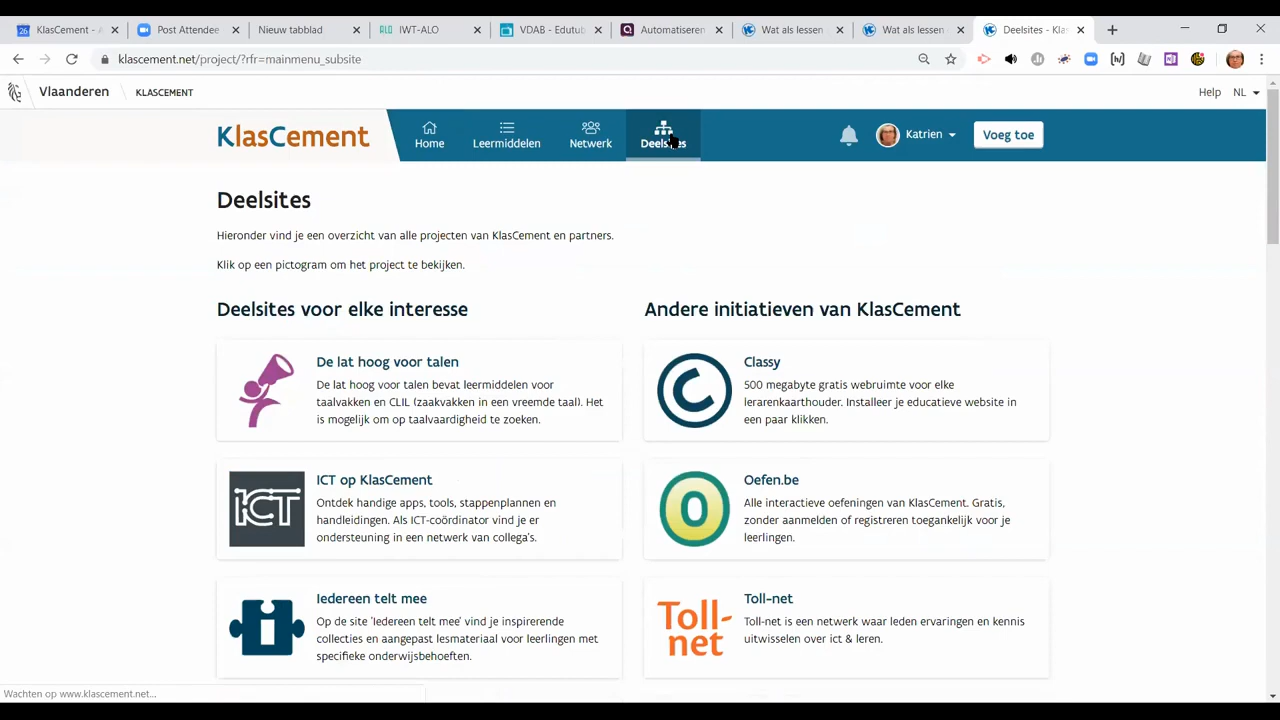 KlasCement - A
Post Attendee
Nieuw tabblad
IWT-ALO
VDAB - Edutub
Automatiseren
Wat als lessen
Wat als lessen
Deelsites - Kla
klascement.net/project/?rfr=mainmenu_subsite
Vlaanderen
KLASCEMENT
Help
NL
KlasCement
Home
Leermiddelen
Netwerk
Deelsites
Katrien
Voeg toe
Deelsites
Hieronder vind je een overzicht van alle projecten van KlasCement en partners.
Klik op een pictogram om het project te bekijken.
Deelsites voor elke interesse
De lat hoog voor talen
De lat hoog voor talen bevat leermiddelen voor
taalvakken en CLIL (zaakvakken in een vreemde taal). Het
is mogelijk om op taalvaardigheid te zoeken.
ICT
ICT op KlasCement
Ontdek handige apps, tools, stappenplannen en
handleidingen. Als ICT-coördinator vind je er
ondersteuning in een netwerk van collega's.
Iedereen telt mee
Op de site 'Iedereen telt mee' vind je inspirerende
collecties en aangepast lesmateriaal voor leerlingen met
specifieke onderwijsbehoeften.
Andere initiatieven van KlasCement
Classy
500 megabyte gratis webruimte voor elke
lerarenkaarthouder. Installeer je educatieve website in
een paar klikken.
Oefen.be
Alle interactieve oefeningen van KlasCement. Gratis,
zonder aanmelden of registreren toegankelijk voor je
leerlingen.
Toll-
net
Toll-net
Toll-net is een netwerk waar leden ervaringen en kennis
uitwisselen over ict & leren.
Wachten op www.klascement.net...